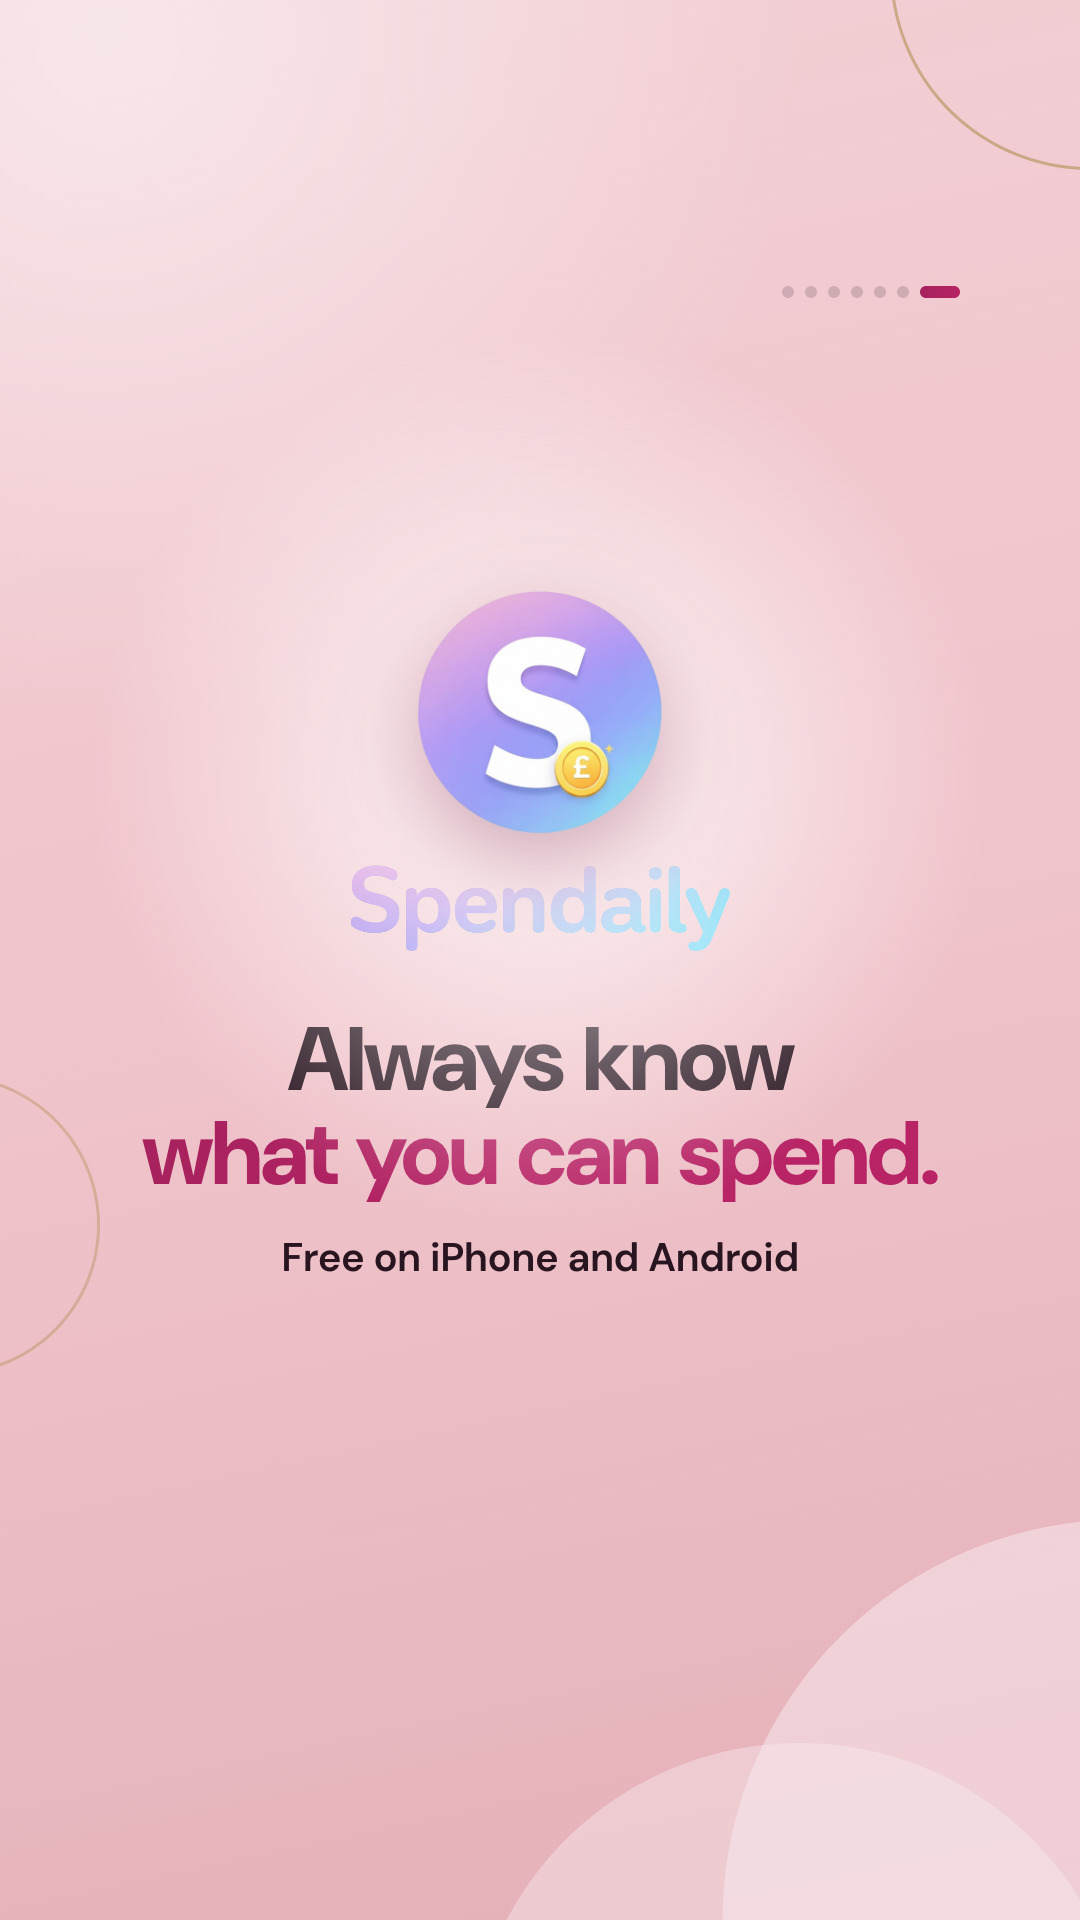 S
£
Spendaily
Always know
what you can spend.
Free on iPhone and Android